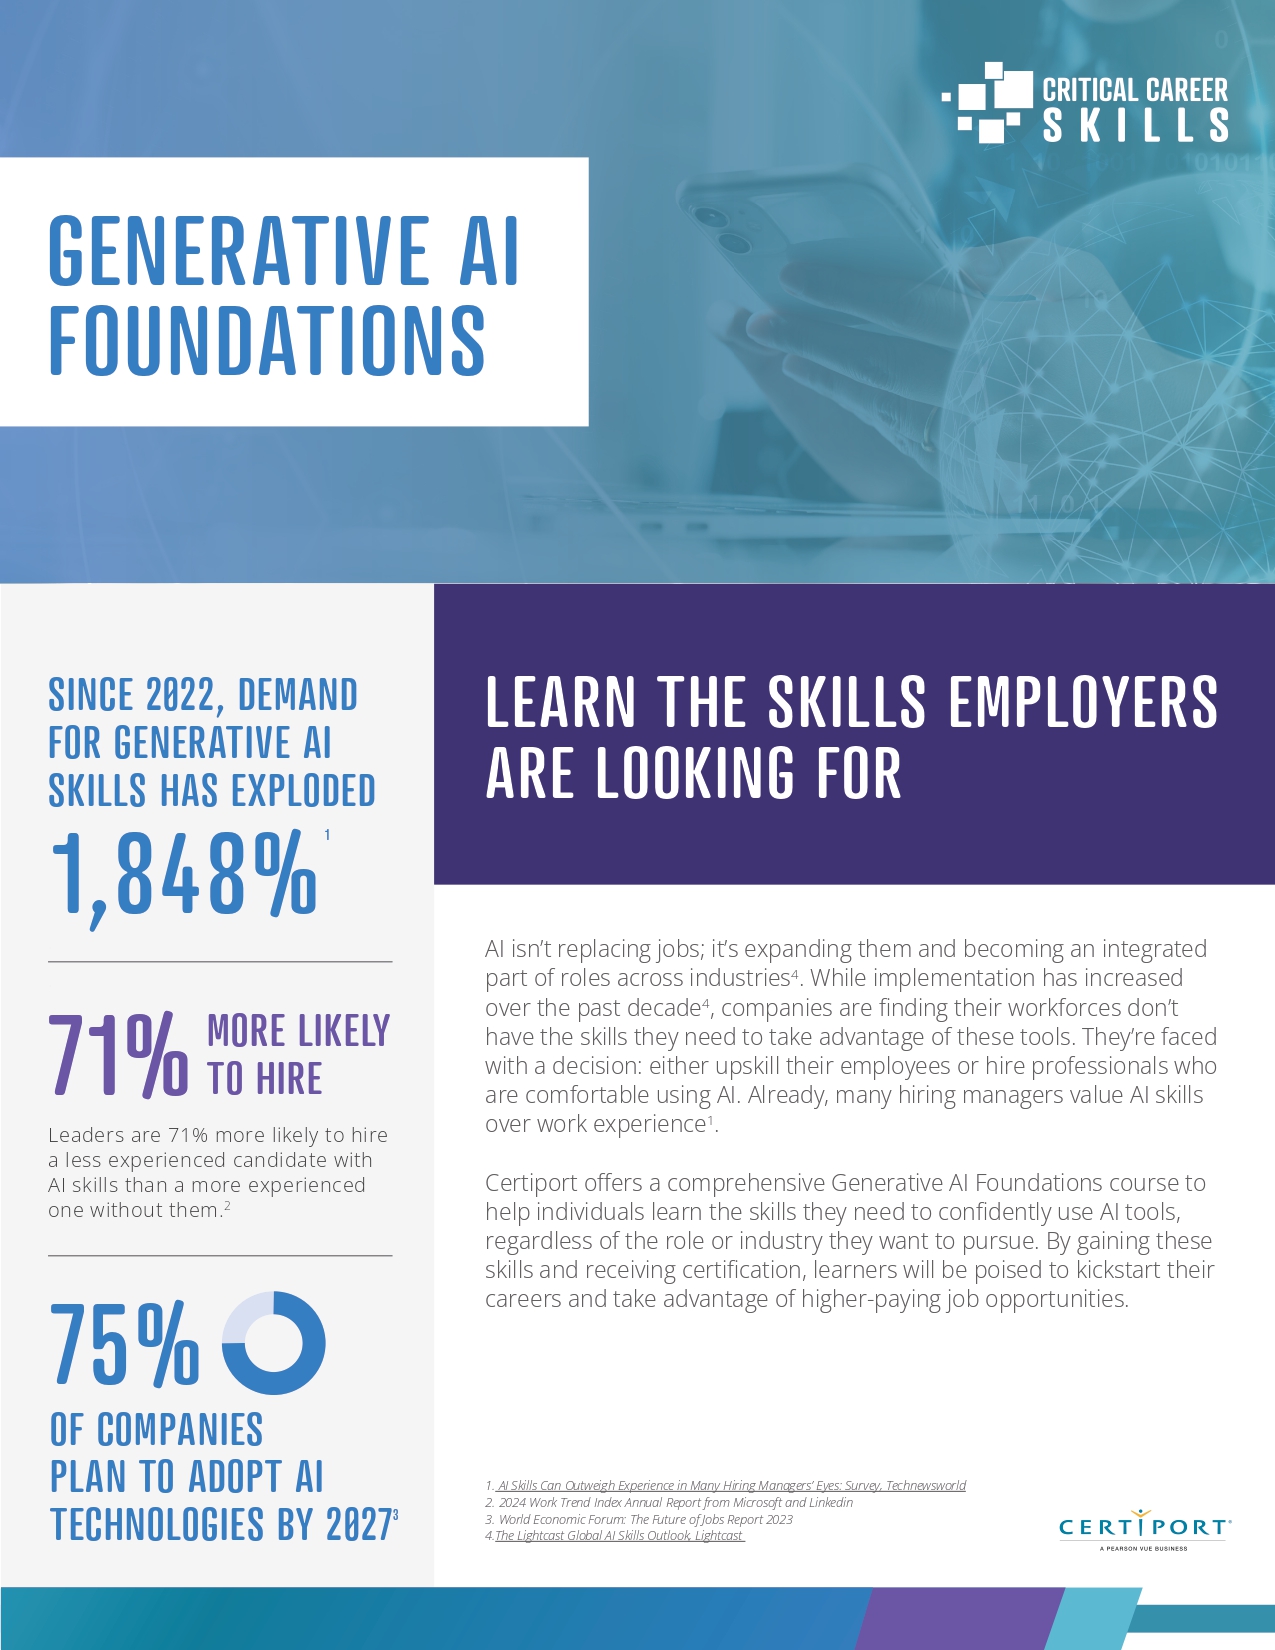 CRITICAL CAREER
SKILLS
GENERATIVE AI
FOUNDATIONS
SINCE 2022, DEMAND
FOR GENERATIVE AI
SKILLS HAS EXPLODED
1,848%¹
71% MORE LIKELY
TO HIRE
Leaders are 71% more likely to hire
a less experienced candidate with
AI skills than a more experienced
one without them.²
75%
OF COMPANIES
PLAN TO ADOPT AI
TECHNOLOGIES BY 2027³
LEARN THE SKILLS EMPLOYERS
ARE LOOKING FOR
AI isn’t replacing jobs; it’s expanding them and becoming an integrated
part of roles across industries⁴. While implementation has increased
over the past decade⁴, companies are finding their workforces don’t
have the skills they need to take advantage of these tools. They’re faced
with a decision: either upskill their employees or hire professionals who
are comfortable using AI. Already, many hiring managers value AI skills
over work experience¹.
Certiport offers a comprehensive Generative AI Foundations course to
help individuals learn the skills they need to confidently use AI tools,
regardless of the role or industry they want to pursue. By gaining these
skills and receiving certification, learners will be poised to kickstart their
careers and take advantage of higher-paying job opportunities.
1. AI Skills Can Outweigh Experience in Many Hiring Managers’ Eyes: Survey, Technewsworld
2. 2024 Work Trend Index Annual Report from Microsoft and Linkedin
3. World Economic Forum: The Future of Jobs Report 2023
4. The Lightcast Global AI Skills Outlook, Lightcast
CERTIPORT®
A PEARSON VUE BUSINESS